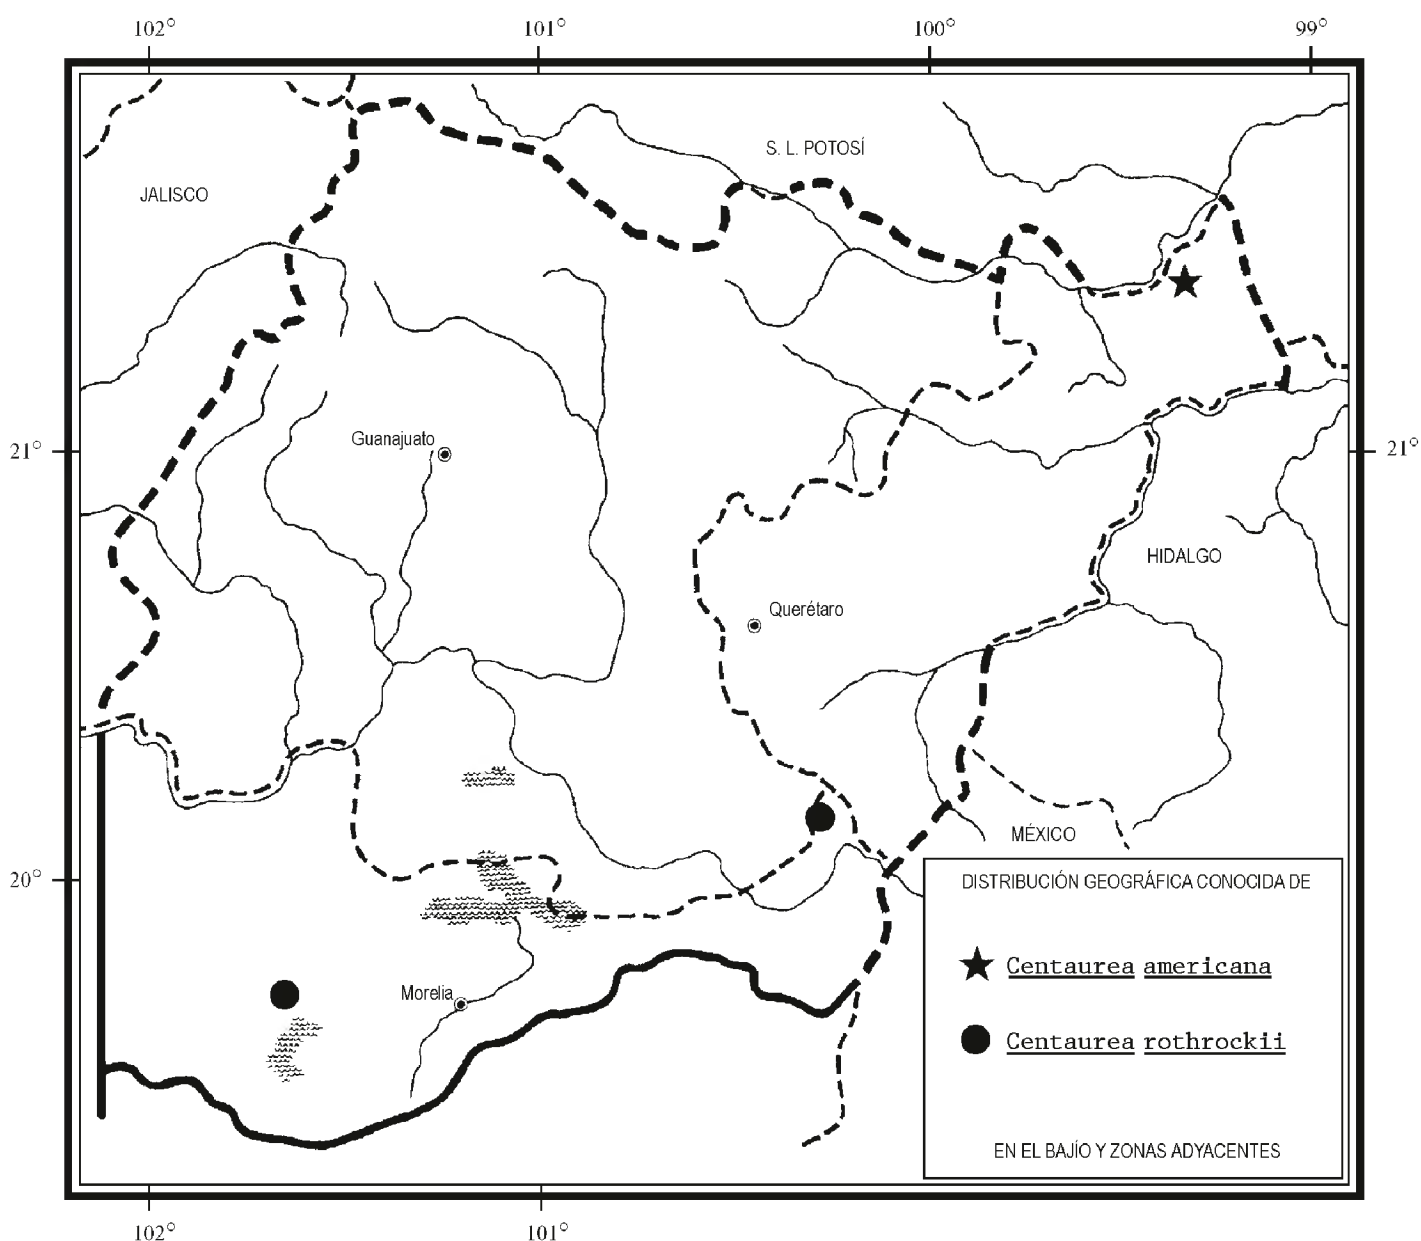 102° 101° 100° 99°
S. L. POTOSÍ
JALISCO
Guanajuato
21° 21°
HIDALGO
Querétaro
MÉXICO
20°
DISTRIBUCIÓN GEOGRÁFICA CONOCIDA DE
Centaurea americana
Morelia
Centaurea rothrockii
EN EL BAJÍO Y ZONAS ADYACENTES
102° 101°